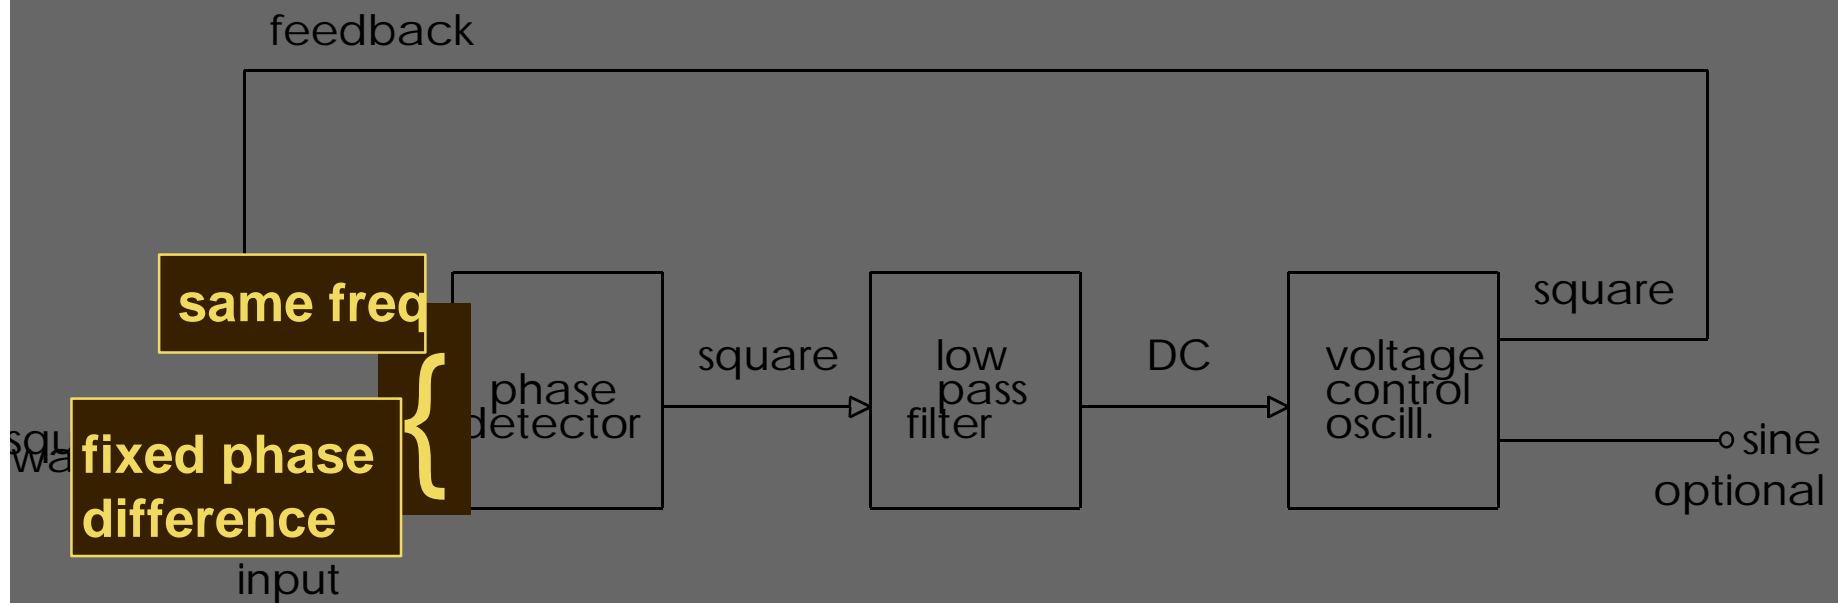 feedback
same freq
square
square
low
pass
filter
DC
voltage
control
oscill.
phase
detector
{
fixed phase
difference
sine
optional
input